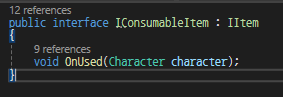 12 references
public interface IConsumableItem : IItem
{
9 references
void OnUsed(Character character);
}